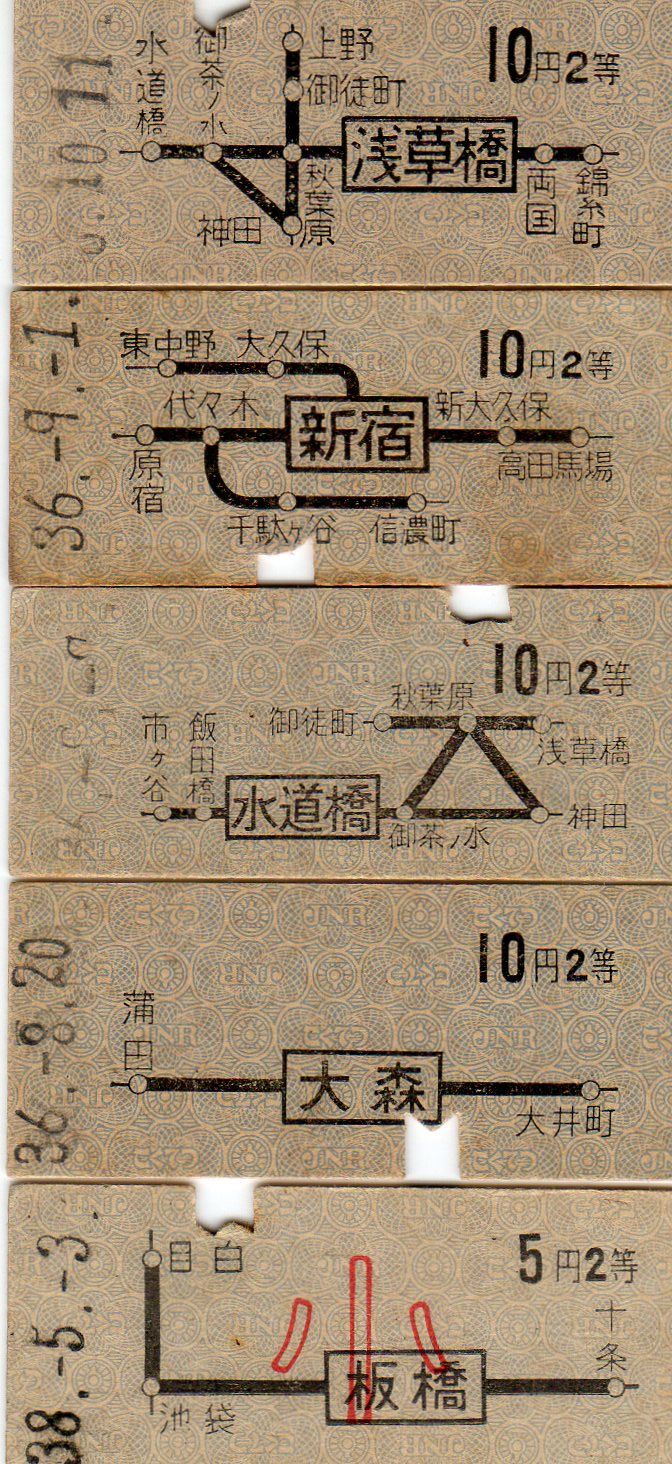 10円2等
上野
御徒町
水道橋
御茶ノ水
浅草橋
秋葉原
両国
錦糸町
神田
36.-9.-1.
10円2等
東中野
大久保
代々木
新宿
新大久保
原宿
高田馬場
千駄ヶ谷
信濃町
10円2等
秋葉原
御徒町
浅草橋
市ヶ谷
飯田橋
水道橋
御茶ノ水
神田
36.-8.20
10円2等
蒲田
大森
大井町
38.-5.-3
5円2等
目白
小
十条
板橋
池袋